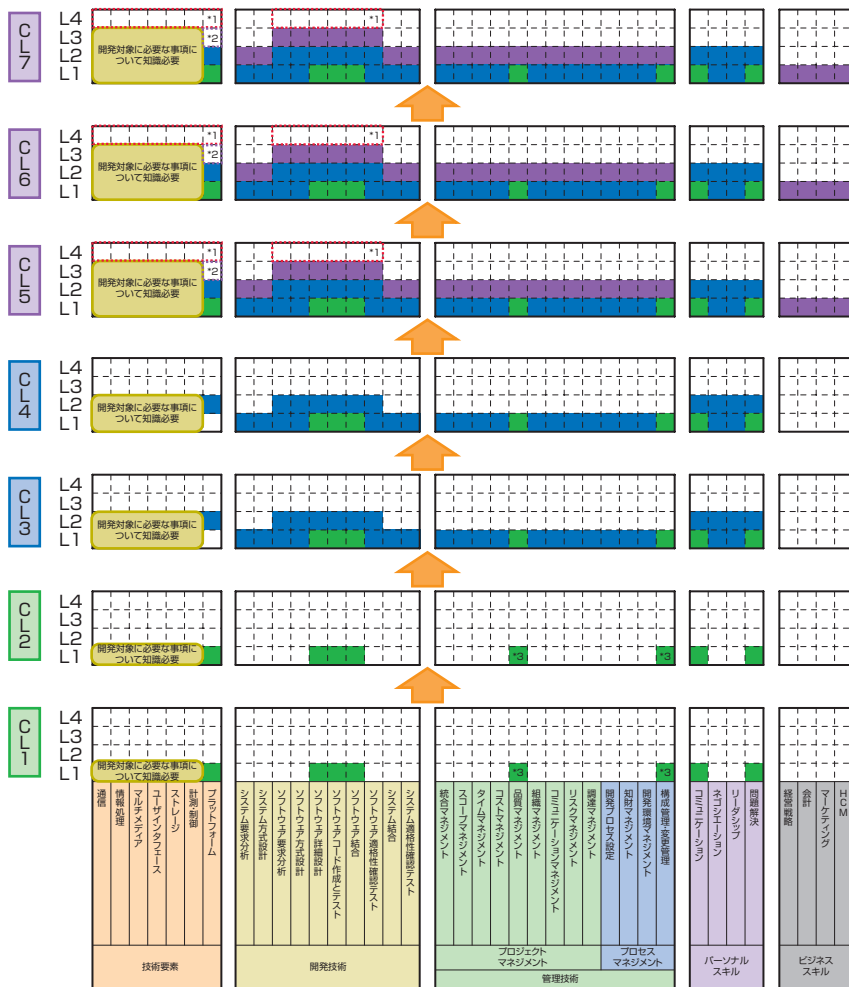 CL7
L4
L3
L2
L1
*1
*2
開発対象に必要な事項に
ついて知識必要
*1
CL6
L4
L3
L2
L1
*1
*2
開発対象に必要な事項に
ついて知識必要
*1
CL5
L4
L3
L2
L1
*1
*2
開発対象に必要な事項に
ついて知識必要
*1
CL4
L4
L3
L2
L1
開発対象に必要な事項に
ついて知識必要
CL3
L4
L3
L2
L1
開発対象に必要な事項に
ついて知識必要
CL2
L4
L3
L2
L1
開発対象に必要な事項に
ついて知識必要
*3
*3
CL1
L4
L3
L2
L1
開発対象に必要な事項に
ついて知識必要
*3
*3
通信
情報処理
マルチメディア
ユーザインタフェース
ストレージ
計測・制御
プラットフォーム
システム要求分析
システム方式設計
ソフトウェア要求分析
ソフトウェア方式設計
ソフトウェア詳細設計
ソフトウェアコード作成とテスト
ソフトウェア結合
ソフトウェア適格性確認テスト
システム結合
システム適格性確認テスト
統合マネジメント
スコープマネジメント
タイムマネジメント
コストマネジメント
品質マネジメント
組織マネジメント
コミュニケーションマネジメント
リスクマネジメント
調達マネジメント
開発プロセス設定
知財マネジメント
開発環境マネジメント
構成管理・変更管理
コミュニケーション
ネゴシエーション
リーダシップ
問題解決
経営戦略
会計
マーケティング
HCM
技術要素
開発技術
プロジェクト
マネジメント
プロセス
マネジメント
管理技術
パーソナル
スキル
ビジネス
スキル